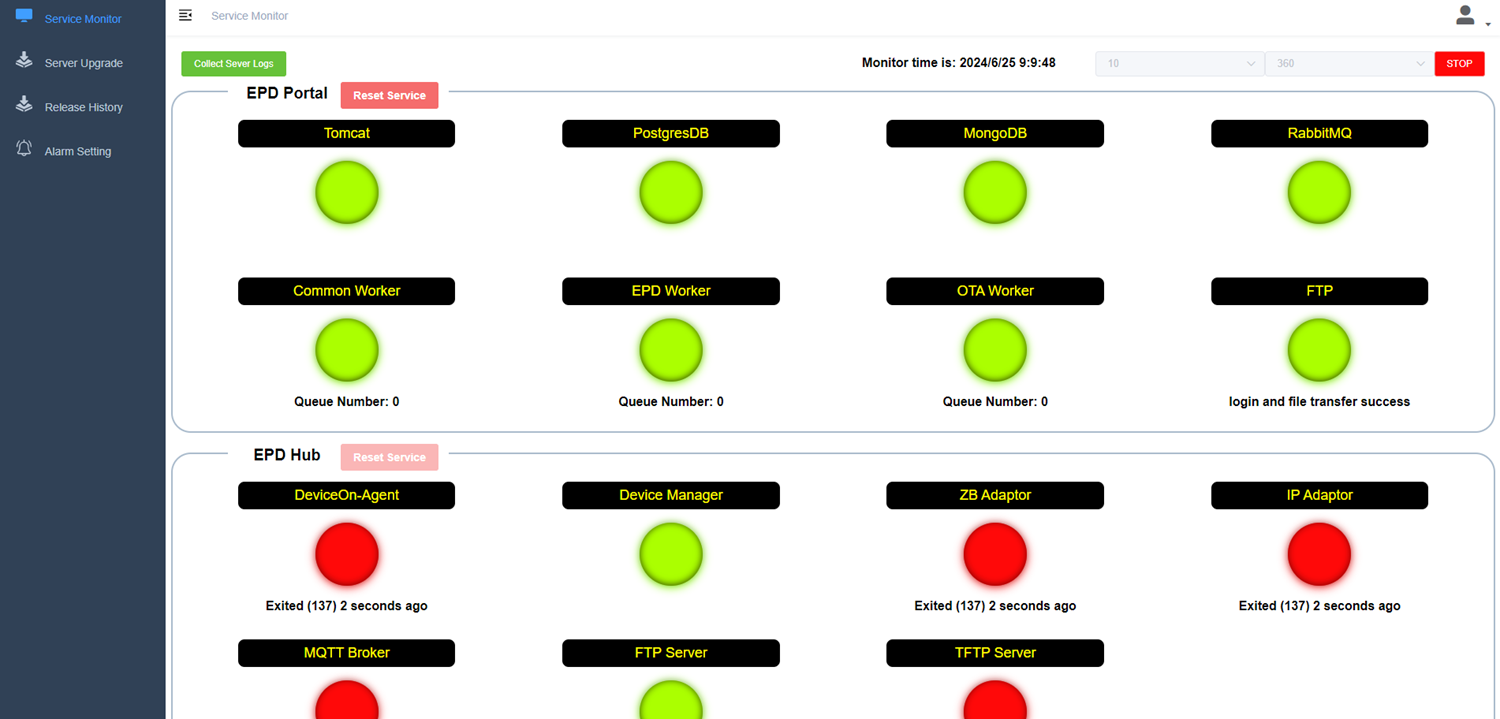 Service Monitor
Server Upgrade
Release History
Alarm Setting
Service Monitor
Collect Sever Logs
Monitor time is: 2024/6/25 9:9:48
10
360
STOP
EPD Portal
Reset Service
Tomcat
PostgresDB
MongoDB
RabbitMQ
Common Worker
EPD Worker
OTA Worker
FTP
Queue Number: 0
Queue Number: 0
Queue Number: 0
login and file transfer success
EPD Hub
Reset Service
DeviceOn-Agent
Device Manager
ZB Adaptor
IP Adaptor
Exited (137) 2 seconds ago
Exited (137) 2 seconds ago
Exited (137) 2 seconds ago
MQTT Broker
FTP Server
TFTP Server